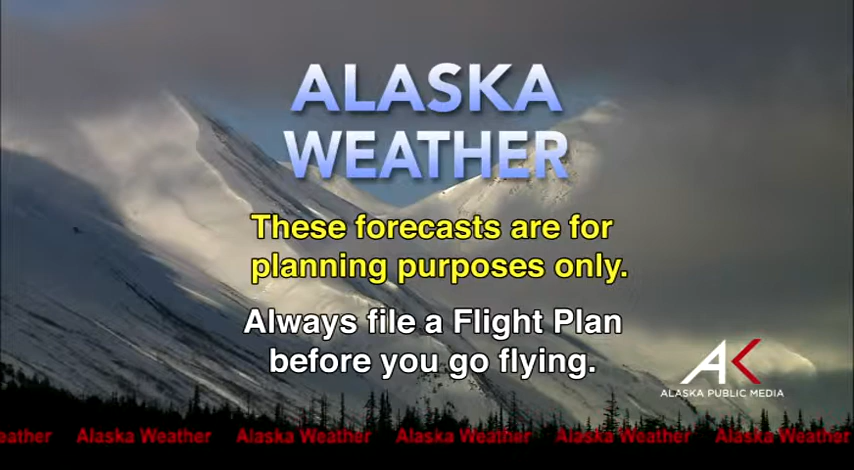 ALASKA
WEATHER
These forecasts are for
planning purposes only.
Always file a Flight Plan
before you go flying.
AK
ALASKA PUBLIC MEDIA
eather Alaska Weather Alaska Weather Alaska Weather Alaska Weather Alaska Weather